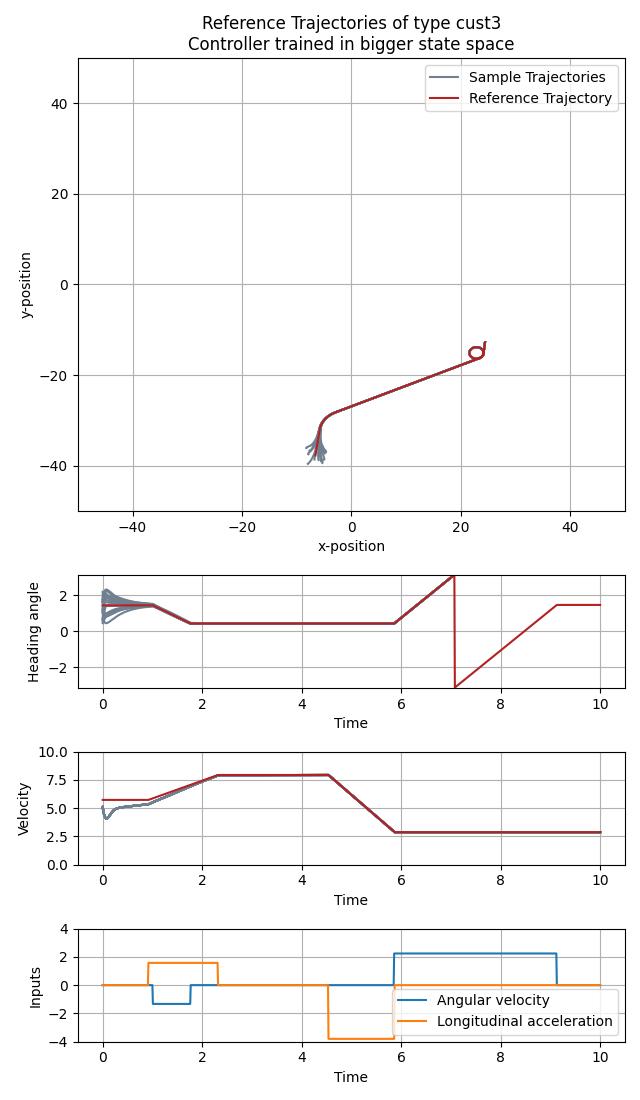 Reference Trajectories of type cust3
Controller trained in bigger state space
Sample Trajectories
Reference Trajectory
40
20
0
−20
−40
y-position
−40
−20
0
20
40
x-position
2
0
−2
Heading angle
0
2
4
6
8
10
Time
10.0
7.5
5.0
2.5
0.0
Velocity
0
2
4
6
8
10
Time
4
2
0
−2
−4
Inputs
Angular velocity
Longitudinal acceleration
0
2
4
6
8
10
Time